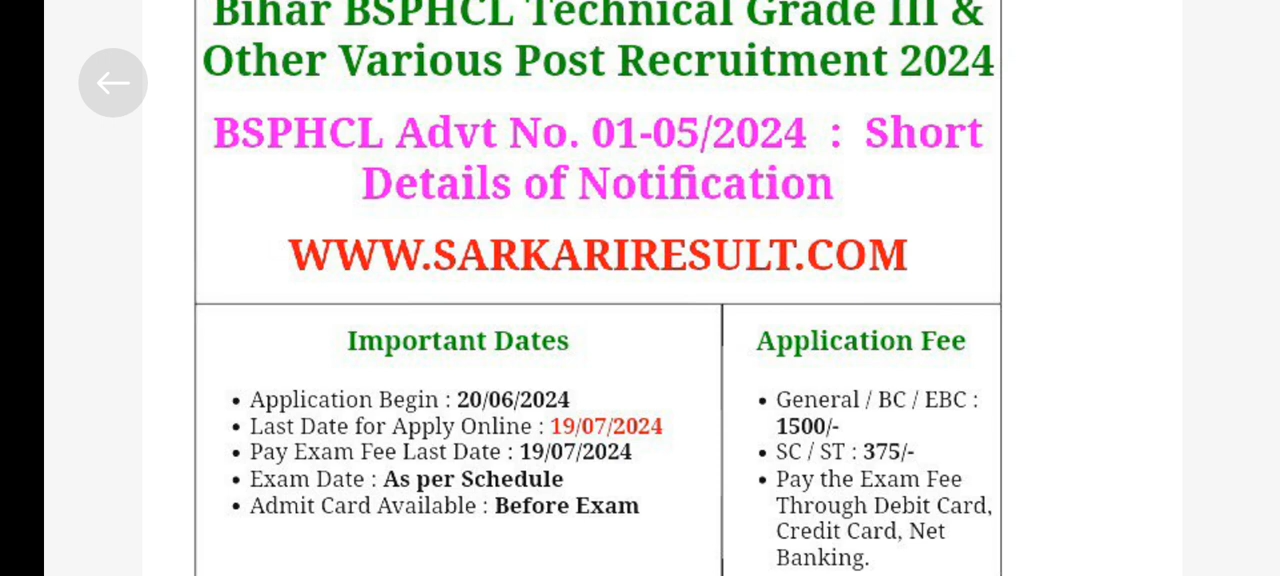 Bihar BSPHCL Technical Grade III &
Other Various Post Recruitment 2024
BSPHCL Advt No. 01-05/2024 : Short
Details of Notification
WWW.SARKARIRESULT.COM
Important Dates
• Application Begin : 20/06/2024
• Last Date for Apply Online : 19/07/2024
• Pay Exam Fee Last Date : 19/07/2024
• Exam Date : As per Schedule
• Admit Card Available : Before Exam
Application Fee
• General / BC / EBC :
1500/-
• SC / ST : 375/-
• Pay the Exam Fee
Through Debit Card,
Credit Card, Net
Banking.